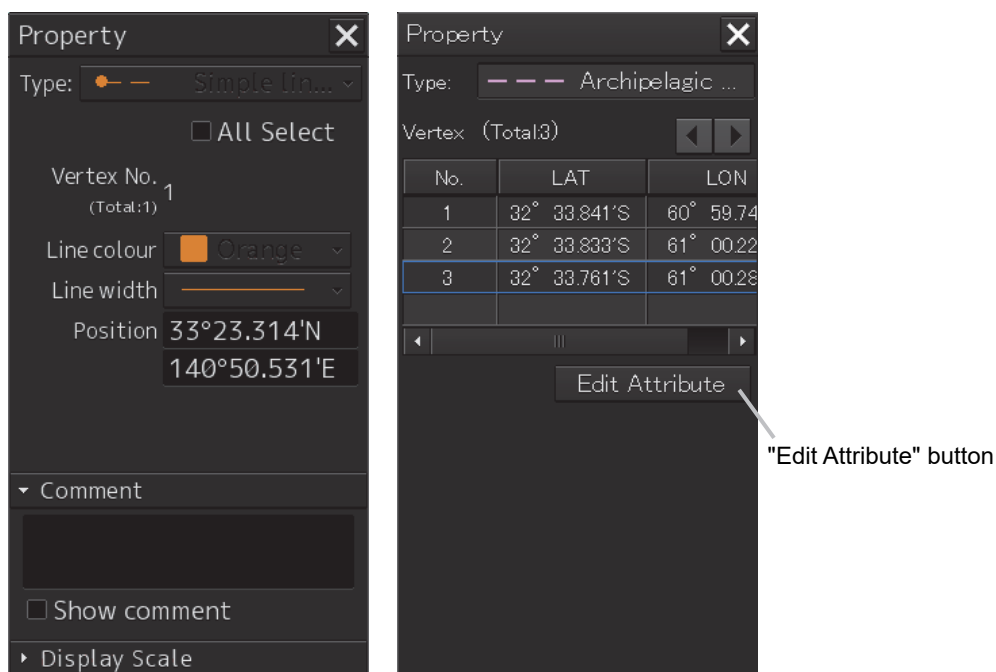 Property
Type: Simple lin...
All Select
Vertex No. 1
(Total:1)
Line colour Orange
Line width
Position 33°23.314'N
140°50.531'E
Comment
Show comment
Display Scale
Property
Type: Archipelagic ...
Vertex (Total:3)
No. LAT LON
1 32° 33.841'S 60° 59.74
2 32° 33.833'S 61° 00.22
3 32° 33.761'S 61° 00.28
Edit Attribute
"Edit Attribute" button